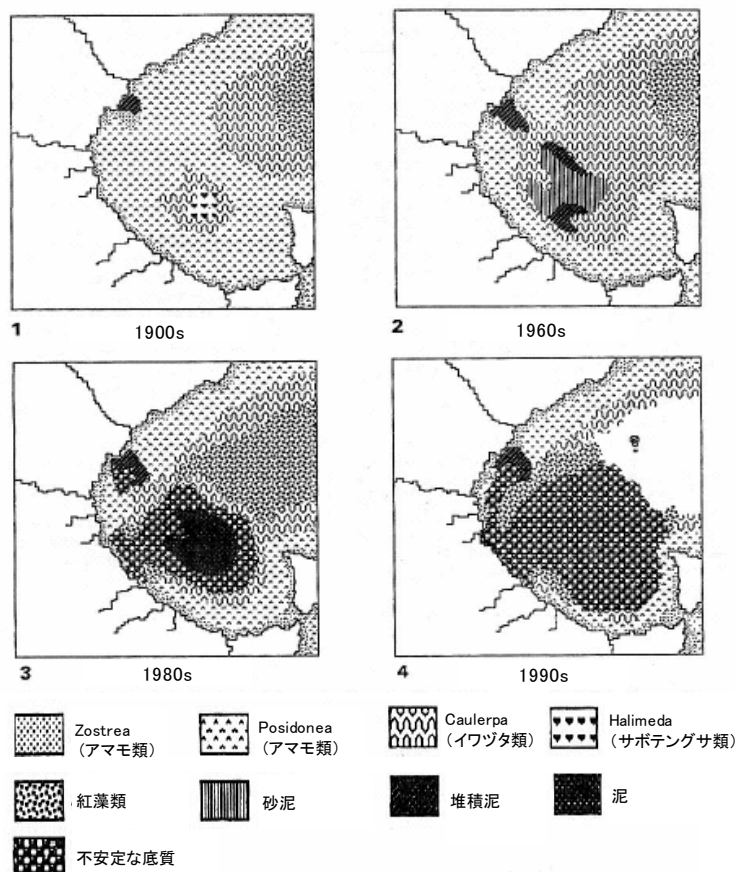 1 1900s
2 1960s
3 1980s
4 1990s
Zostrea
(アマモ類)
Posidonea
(アマモ類)
Caulerpa
(イワヅタ類)
Halimeda
(サボテングサ類)
紅藻類
砂泥
堆積泥
泥
不安定な底質